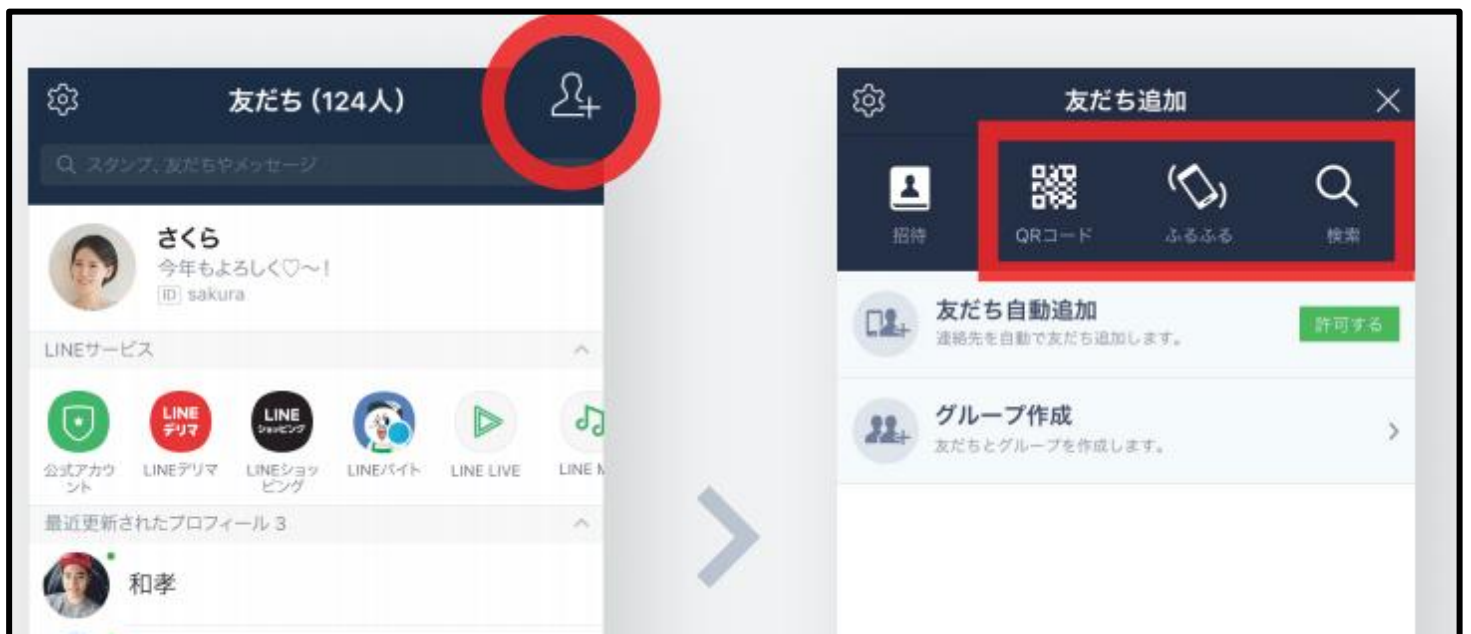 友だち (124人)
スタンプ、友だちやメッセージ
さくら
今年もよろしく♡～!
ID sakura
LINEサービス
LINE
デリマ
LINE
ショッピング
公式アカウ
ント
LINEデリマ
LINEショッ
ピング
LINEバイト
LINE LIVE
LINE M
最近更新されたプロフィール 3
和孝
友だち追加
招待
QRコード
ふるふる
検索
友だち自動追加
連絡先を自動で友だち追加します。
許可する
グループ作成
友だちとグループを作成します。